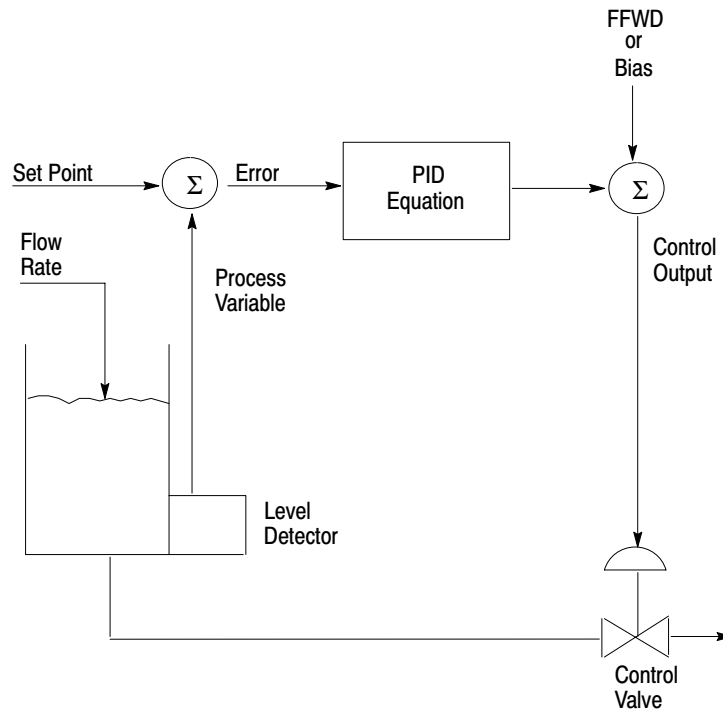 FFWD
or
Bias
Set Point
Σ
Error
PID
Equation
Σ
Flow
Rate
Process
Variable
Control
Output
Level
Detector
Control
Valve